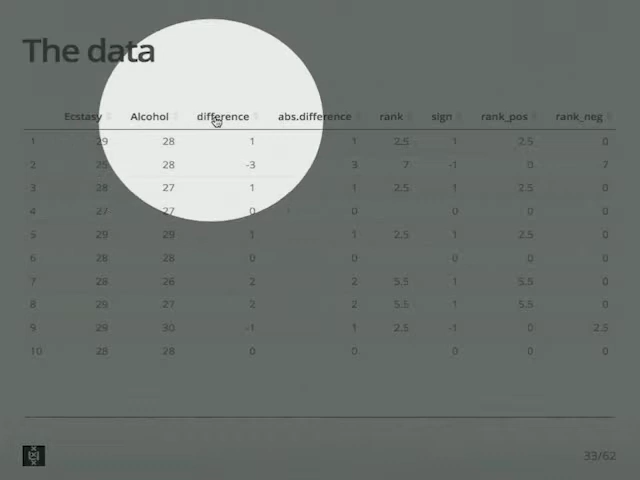 The data
Ecstasy Alcohol difference abs.difference rank sign rank_pos rank_neg
1 29 28 1 1 2.5 1 2.5 0
2 25 28 -3 3 7 -1 0 7
3 28 27 1 1 2.5 1 2.5 0
4 27 27 0 0 0 0 0
5 29 29 1 1 2.5 1 2.5 0
6 28 28 0 0 0 0 0
7 28 26 2 2 5.5 1 5.5 0
8 29 27 2 2 5.5 1 5.5 0
9 29 30 -1 1 2.5 -1 0 2.5
10 28 28 0 0 0 0 0
33/62